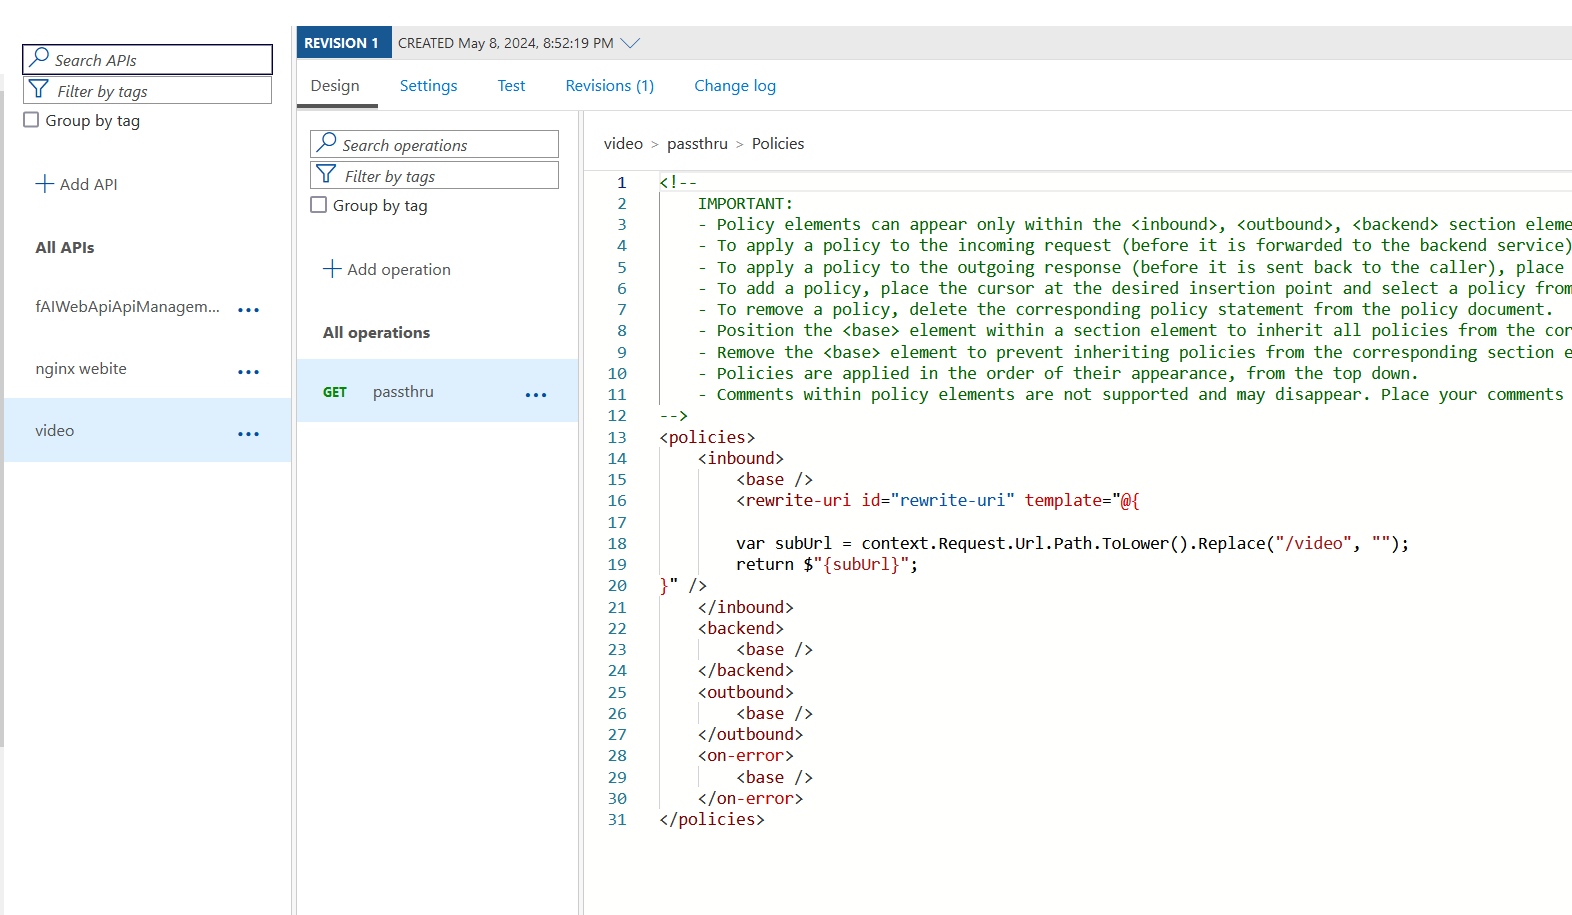 Search APIs
Filter by tags
Group by tag
Add API
All APIs
fAIWebApiApiManagem...
nginx webite
video
REVISION 1
CREATED May 8, 2024, 8:52:19 PM
Design
Settings
Test
Revisions (1)
Change log
Search operations
Filter by tags
Group by tag
Add operation
All operations
GET passthru
video > passthru > Policies
1 <!--
2 IMPORTANT:
3 - Policy elements can appear only within the <inbound>, <outbound>, <backend> section eleme
4 - To apply a policy to the incoming request (before it is forwarded to the backend service)
5 - To apply a policy to the outgoing response (before it is sent back to the caller), place
6 - To add a policy, place the cursor at the desired insertion point and select a policy from
7 - To remove a policy, delete the corresponding policy statement from the policy document.
8 - Position the <base> element within a section element to inherit all policies from the cor
9 - Remove the <base> element to prevent inheriting policies from the corresponding section e
10 - Policies are applied in the order of their appearance, from the top down.
11 - Comments within policy elements are not supported and may disappear. Place your comments
12 -->
13 <policies>
14 <inbound>
15 <base />
16 <rewrite-uri id="rewrite-uri" template="@{
17
18 var subUrl = context.Request.Url.Path.ToLower().Replace("/video", "");
19 return $"{subUrl}";
20 }" />
21 </inbound>
22 <backend>
23 <base />
24 </backend>
25 <outbound>
26 <base />
27 </outbound>
28 <on-error>
29 <base />
30 </on-error>
31 </policies>